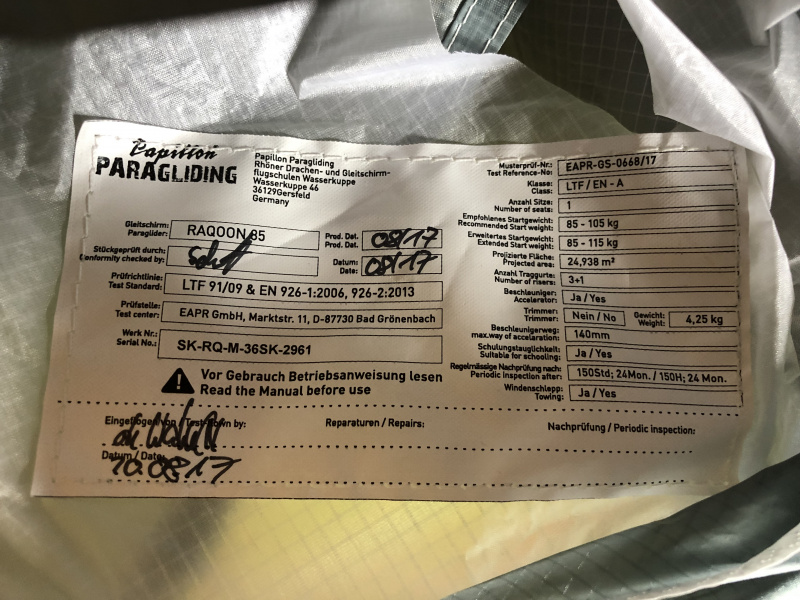 Papillon
PARAGLIDING
Papillon Paragliding
Rhöner Drachen- und Gleitschirm-
flugschulen Wasserkuppe
Wasserkuppe 46
36129Gersfeld
Germany
Gleitschirm:
Paraglider:
RAQOON 85
Prod. Dat.
Prod. Dat.
08/17
Stückgeprüft durch:
Conformity checked by:
Datum:
Date:
08/17
Prüfrichtlinie:
Test Standard:
LTF 91/09 & EN 926-1:2006, 926-2:2013
Prüfstelle:
Test center:
EAPR GmbH, Marktstr. 11, D-87730 Bad Grönenbach
Werk Nr.:
Serial No.:
SK-RQ-M-36SK-2961
Vor Gebrauch Betriebsanweisung lesen
Read the Manual before use
Musterprüf-Nr.:
Test Reference-No:
EAPR-GS-0668/17
Klasse:
Class:
LTF / EN - A
Anzahl Sitze:
Number of seats:
1
Empfohlenes Startgewicht:
Recommended Start weight:
85 - 105 kg
Erweitertes Startgewicht:
Extended Start weight:
85 - 115 kg
Projizierte Fläche:
Projected area:
24,938 m²
Anzahl Traggurte:
Number of risers:
3+1
Beschleuniger:
Accelerator:
Ja / Yes
Trimmer:
Trimmer:
Nein / No
Gewicht:
Weight:
4,25 kg
Beschleunigerweg:
max.way of accelaration:
140mm
Schulungstauglichkeit:
Suitable for schooling:
Ja / Yes
Regelmässige Nachprüfung nach:
Periodic Inspection after:
150Std; 24Mon. / 150H; 24 Mon.
Windenschlepp:
Towing:
Ja / Yes
Eingeflogen von / Test flown by:
Reparaturen / Repairs:
Nachprüfung / Periodic inspection:
Datum / Date:
10.08.17